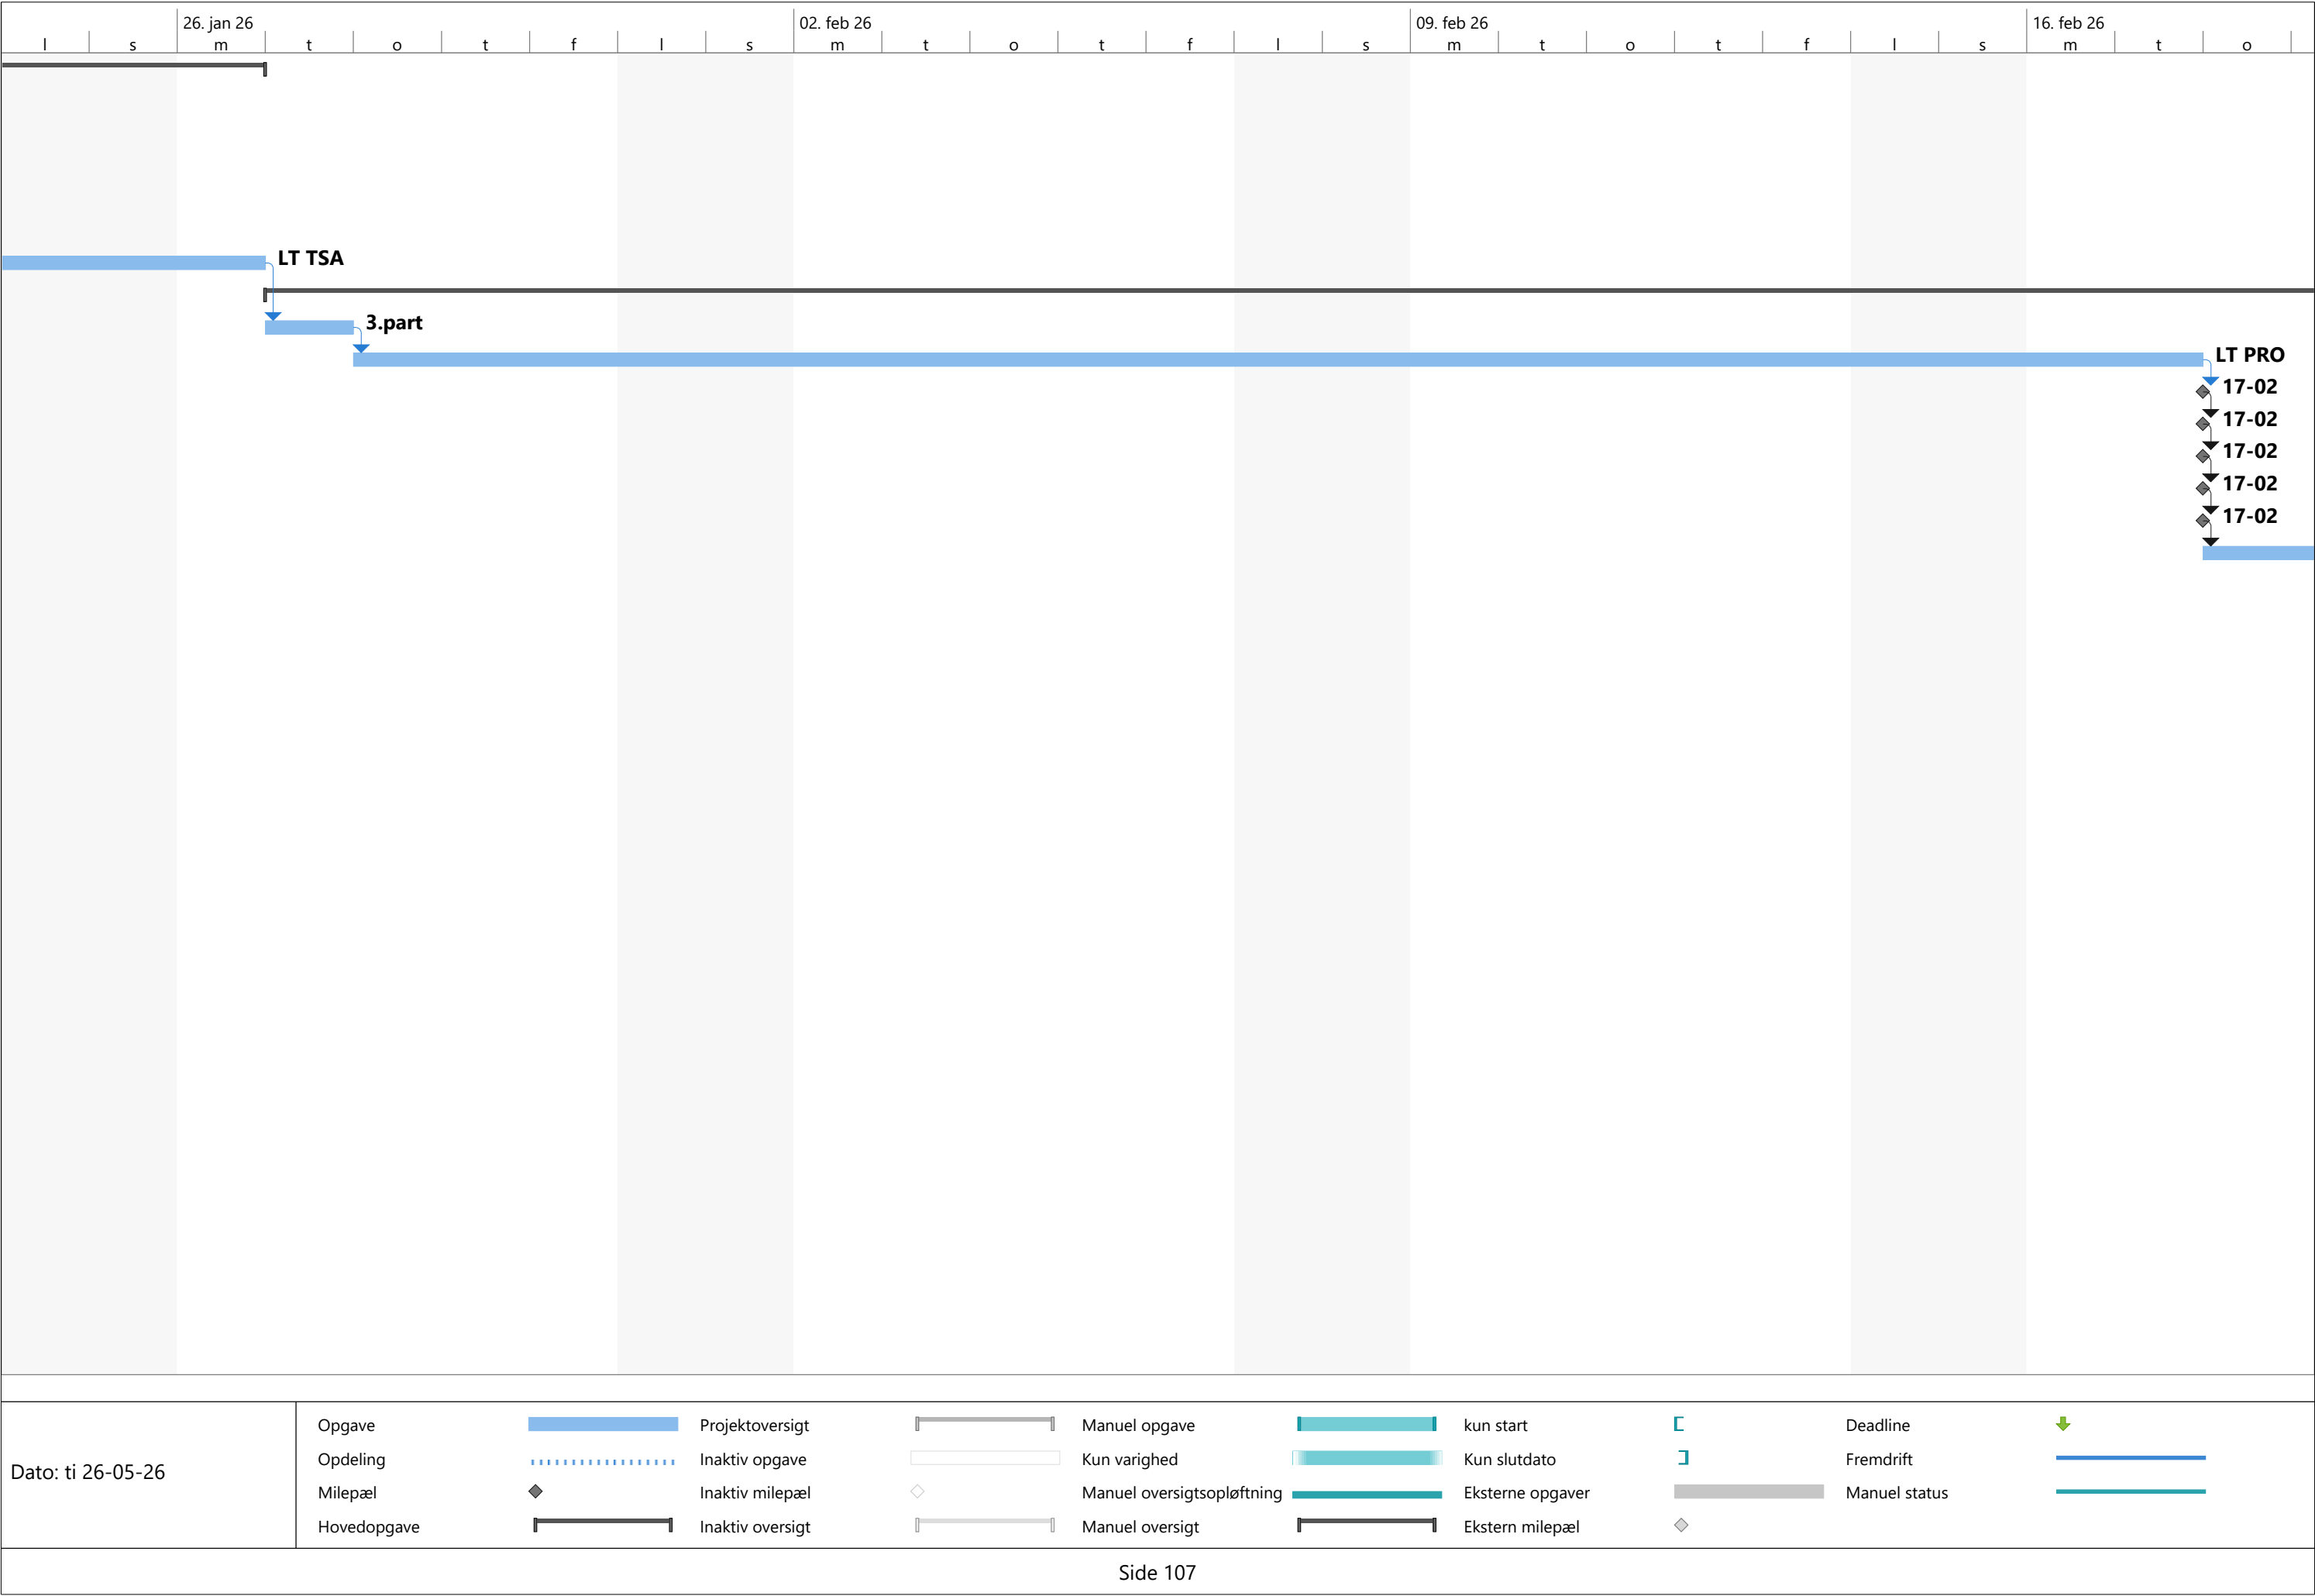 26. jan 26 02. feb 26 09. feb 26 16. feb 26
l s m t o t f l s m t o t f l s m t o t f l s m t o
LT TSA
3.part
LT PRO
17-02
17-02
17-02
17-02
17-02
Dato: ti 26-05-26
Opgave Projektoversigt Manuel opgave kun start Deadline
Opdeling Inaktiv opgave Kun varighed Kun slutdato Fremdrift
Milepæl Inaktiv milepæl Manuel oversigtsopløftning Eksterne opgaver Manuel status
Hovedopgave Inaktiv oversigt Manuel oversigt Ekstern milepæl
Side 107